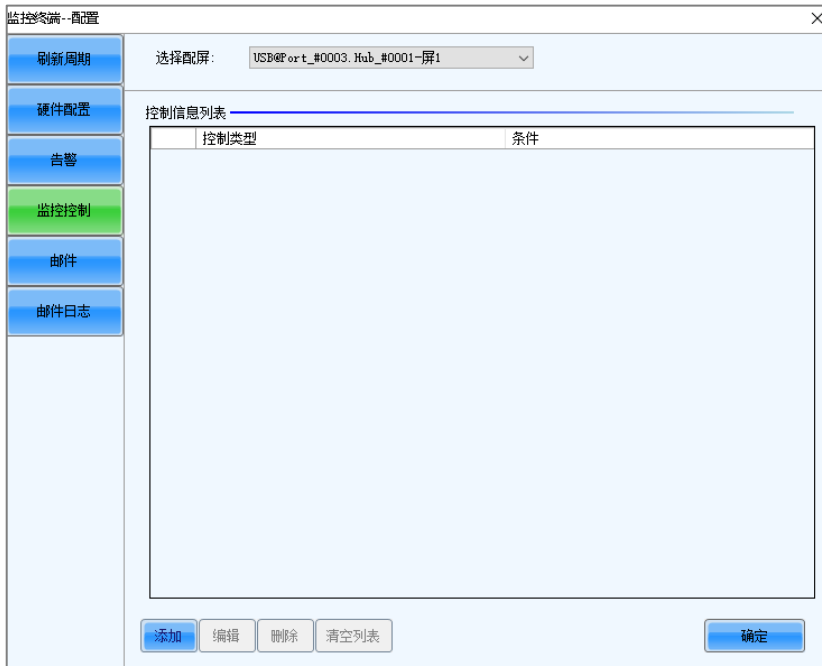 监控终端--配置
刷新周期
选择配屏: USB@Port_#0003.Hub_#0001-屏1
硬件配置
控制信息列表
控制类型 条件
告警
监控控制
邮件
邮件日志
添加 编辑 删除 清空列表 确定